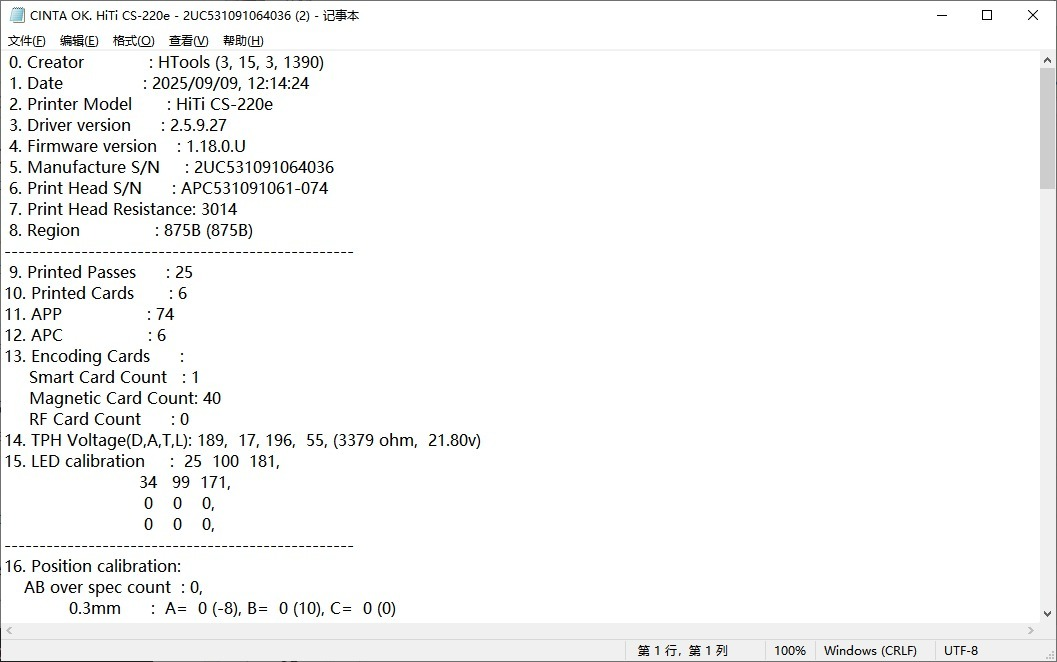 CINTA OK. HiTi CS-220e - 2UC531091064036 (2) - 记事本
文件(F) 编辑(E) 格式(O) 查看(V) 帮助(H)
0. Creator : HTools (3, 15, 3, 1390)
1. Date : 2025/09/09, 12:14:24
2. Printer Model : HiTi CS-220e
3. Driver version : 2.5.9.27
4. Firmware version : 1.18.0.U
5. Manufacture S/N : 2UC531091064036
6. Print Head S/N : APC531091061-074
7. Print Head Resistance: 3014
8. Region : 875B (875B)
--------------------------------------------------
9. Printed Passes : 25
10. Printed Cards : 6
11. APP : 74
12. APC : 6
13. Encoding Cards :
Smart Card Count : 1
Magnetic Card Count: 40
RF Card Count : 0
14. TPH Voltage(D,A,T,L): 189, 17, 196, 55, (3379 ohm, 21.80v)
15. LED calibration : 25 100 181,
34 99 171,
0 0 0,
0 0 0,
--------------------------------------------------
16. Position calibration:
AB over spec count : 0,
0.3mm : A= 0 (-8), B= 0 (10), C= 0 (0)
第 1 行，第 1 列 100% Windows (CRLF) UTF-8